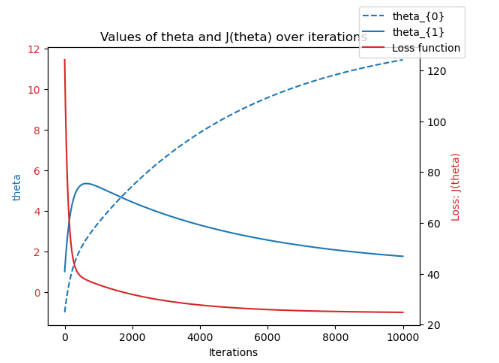 theta_{0}
theta_{1}
Loss function
Values of theta and J(theta) over iterations
12
10
8
6
4
2
0
theta
120
100
80
60
40
20
Loss: J(theta)
0 2000 4000 6000 8000 10000
Iterations